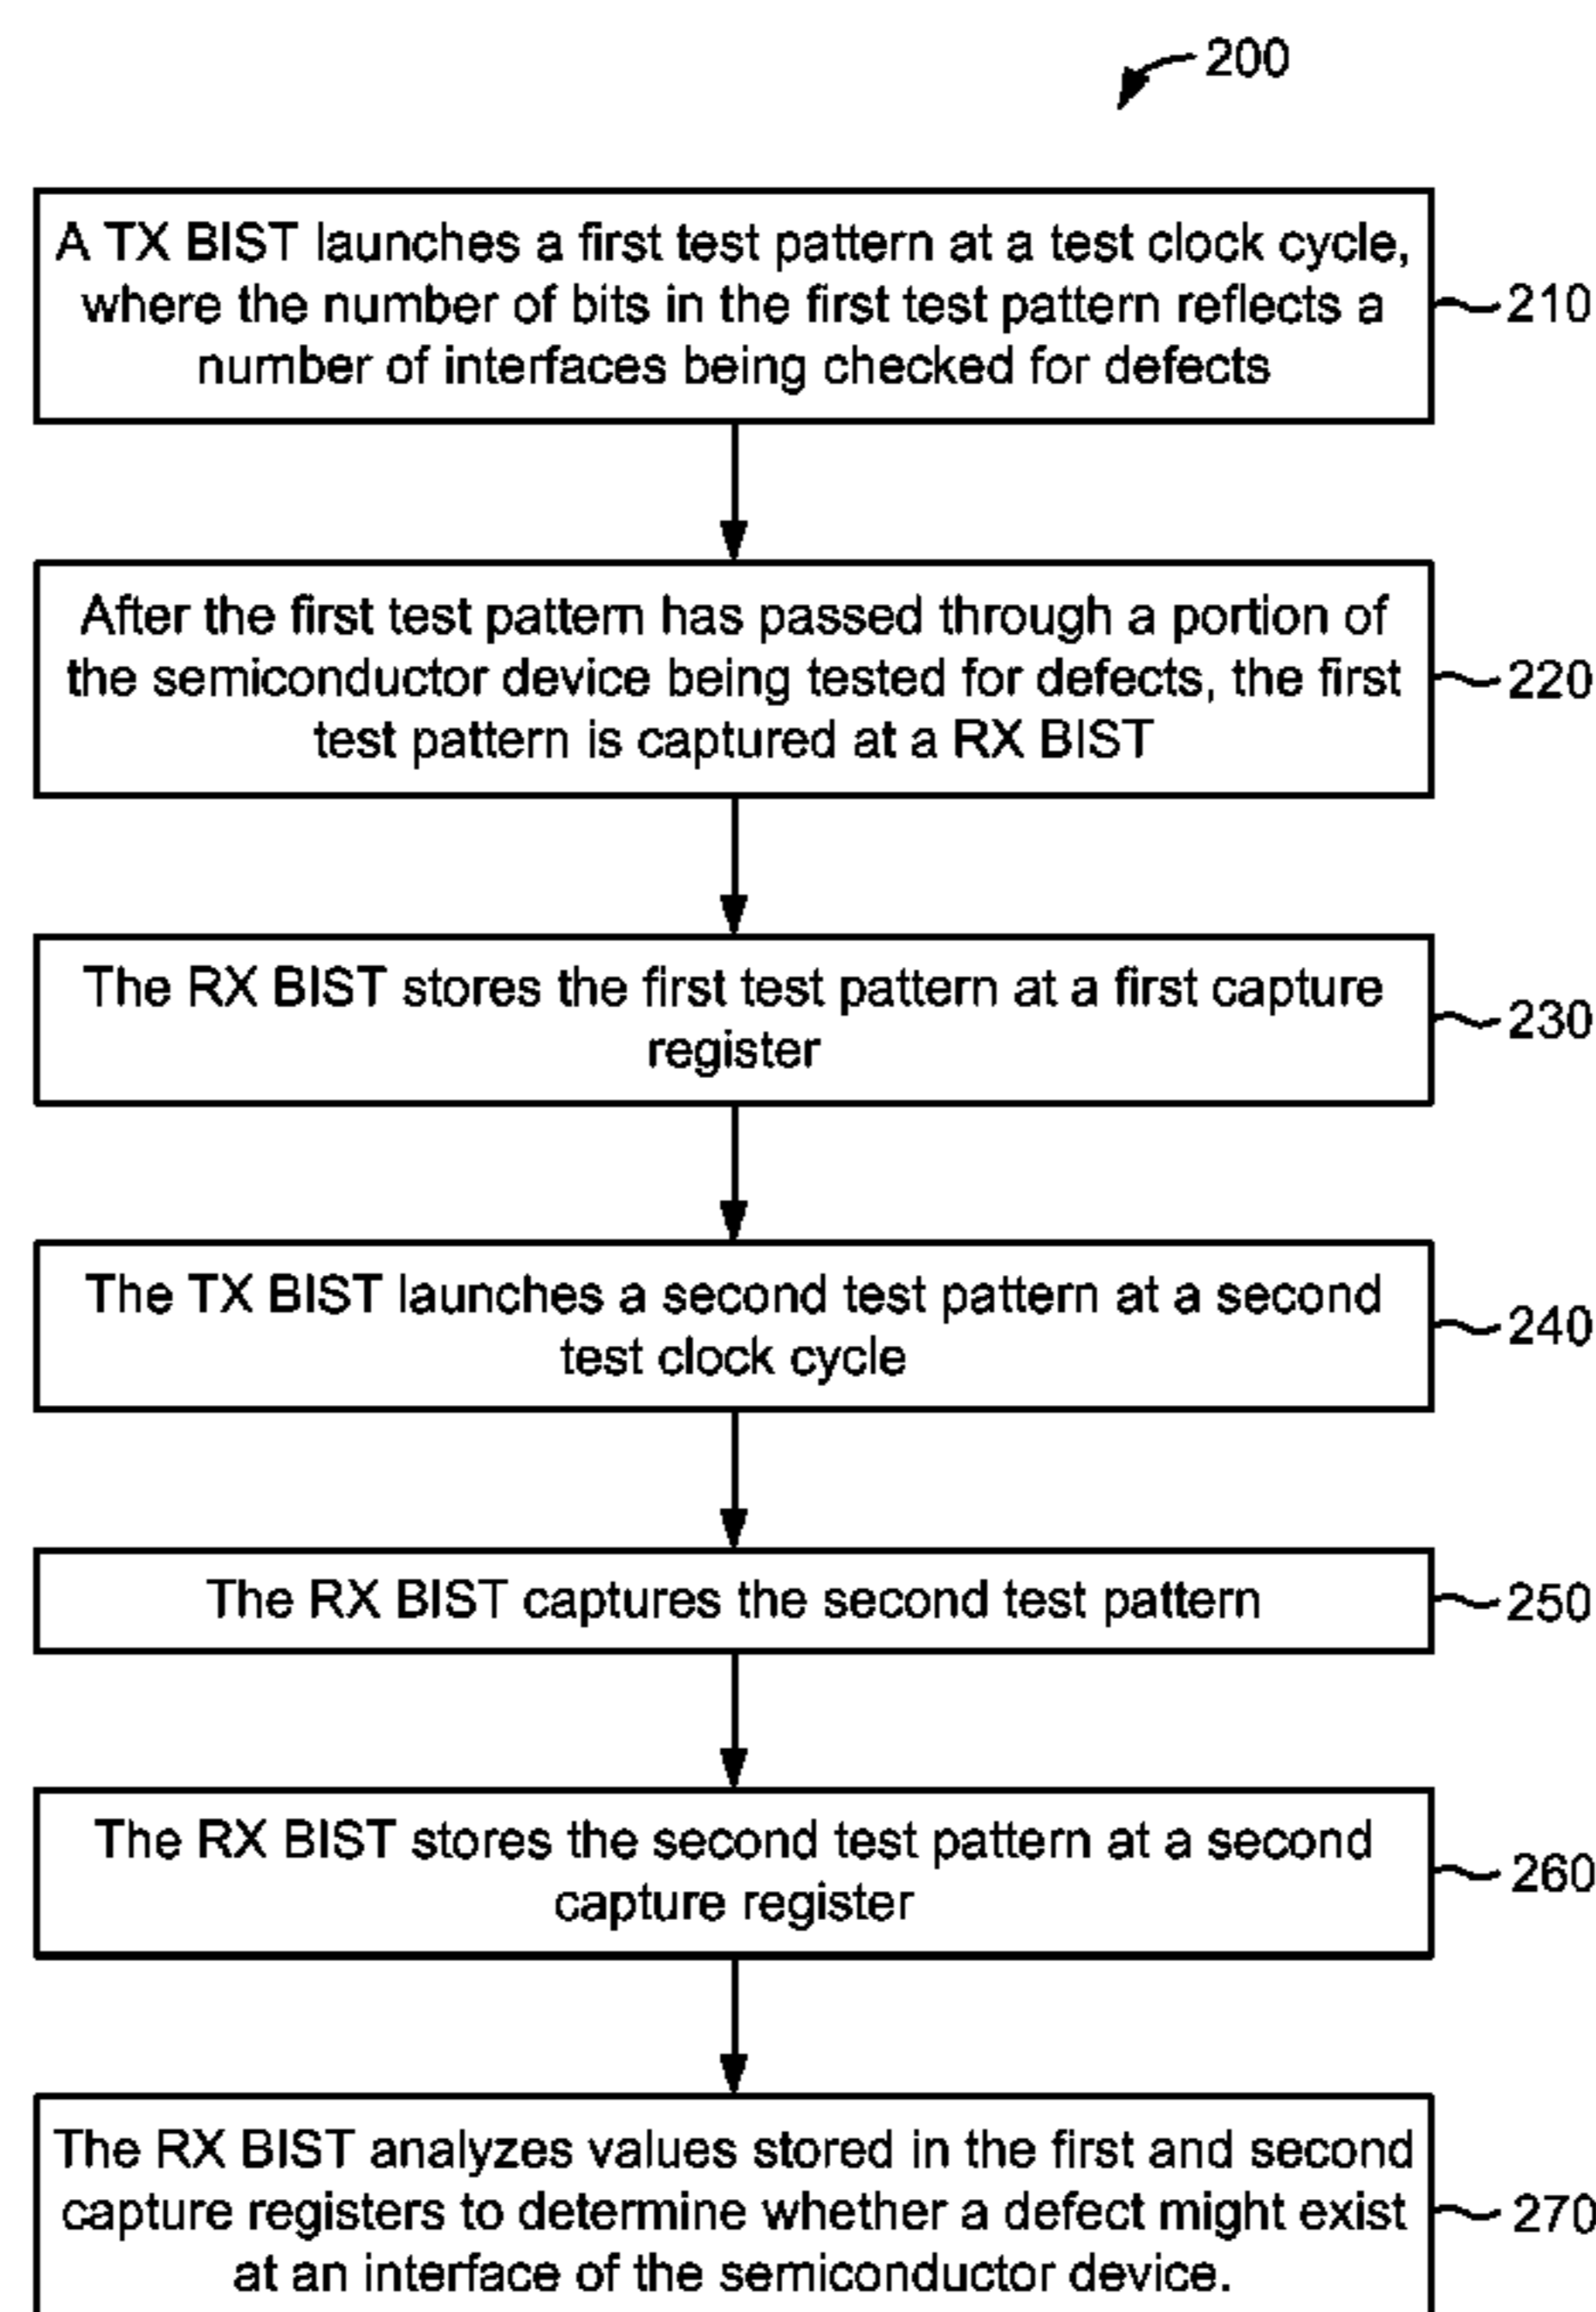 200
A TX BIST launches a first test pattern at a test clock cycle,
where the number of bits in the first test pattern reflects a
number of interfaces being checked for defects
210
After the first test pattern has passed through a portion of
the semiconductor device being tested for defects, the first
test pattern is captured at a RX BIST
220
The RX BIST stores the first test pattern at a first capture
register
230
The TX BIST launches a second test pattern at a second
test clock cycle
240
The RX BIST captures the second test pattern
250
The RX BIST stores the second test pattern at a second
capture register
260
The RX BIST analyzes values stored in the first and second
capture registers to determine whether a defect might exist
at an interface of the semiconductor device.
270